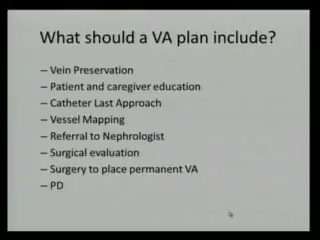 What should a VA plan include?
– Vein Preservation
– Patient and caregiver education
– Catheter Last Approach
– Vessel Mapping
– Referral to Nephrologist
– Surgical evaluation
– Surgery to place permanent VA
– PD